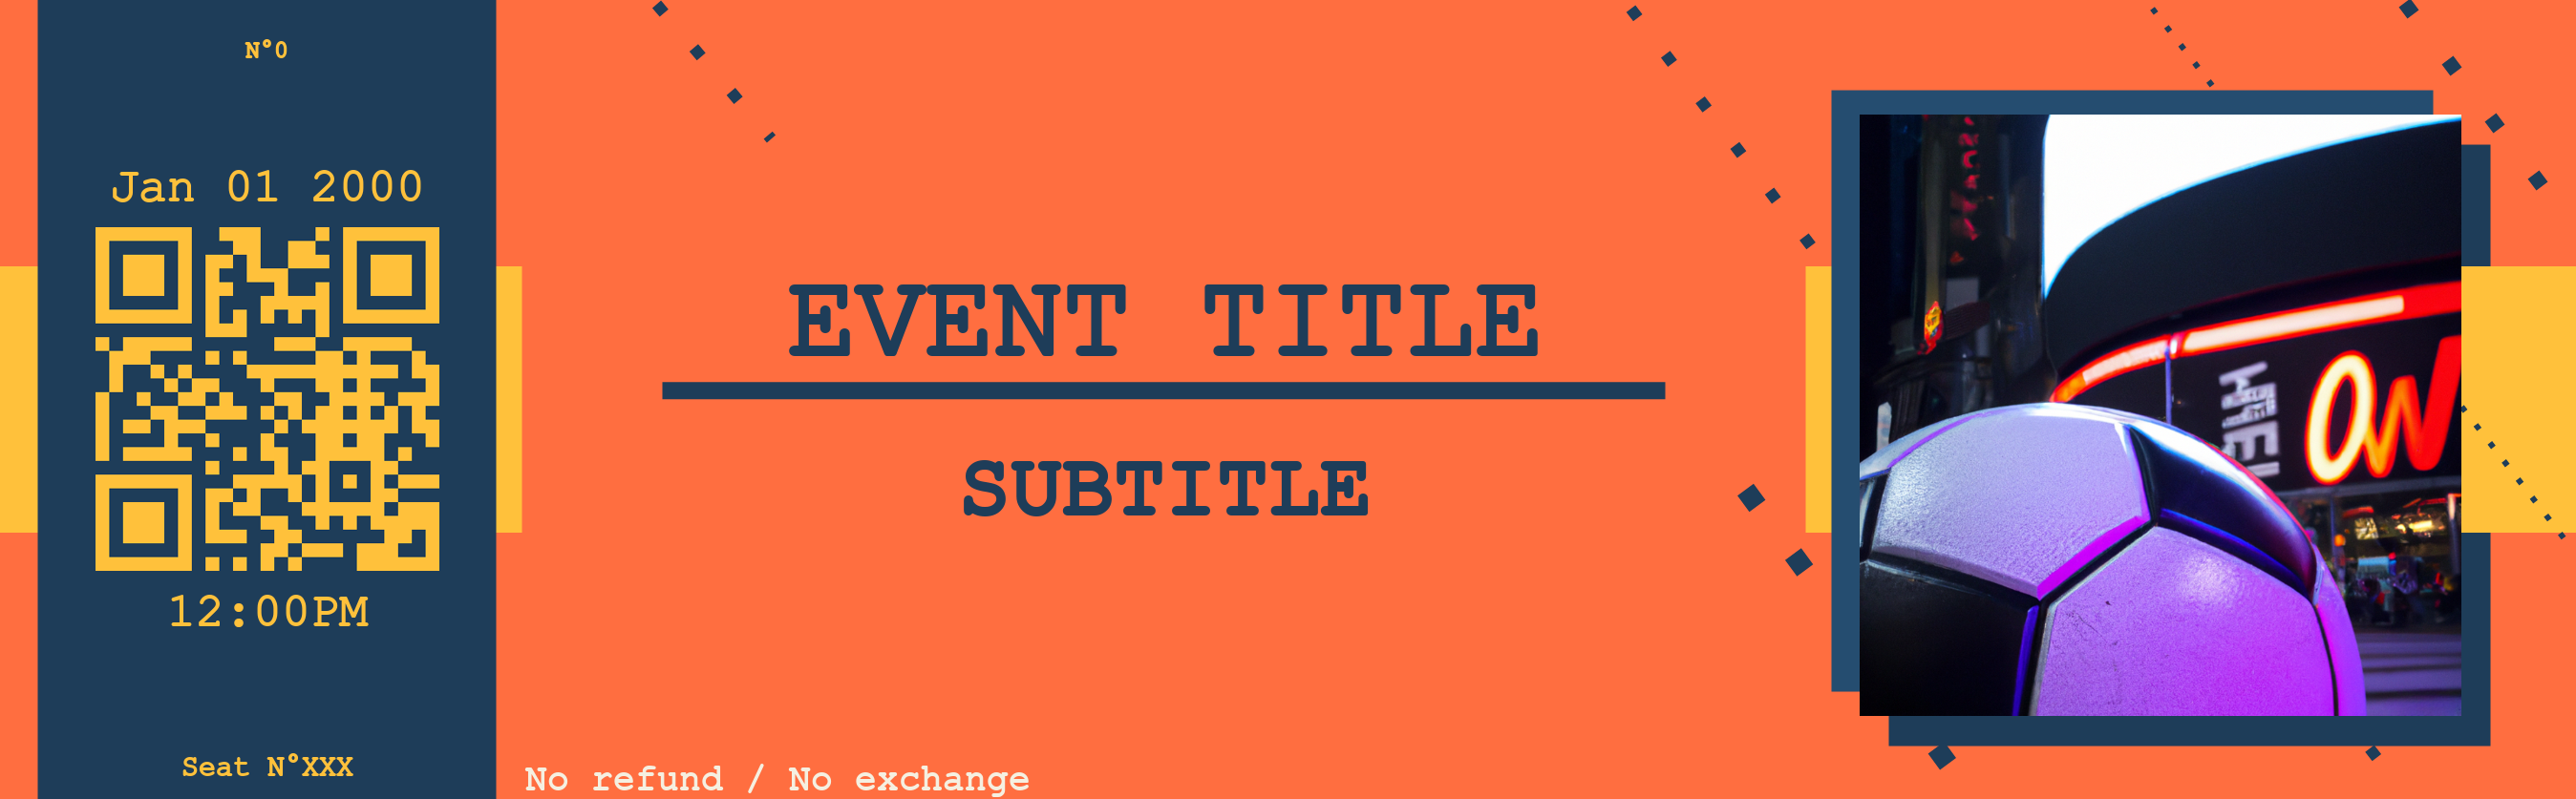 N°0
Jan 01 2000
12:00PM
Seat N°XXX
EVENT TITLE
SUBTITLE
No refund / No exchange